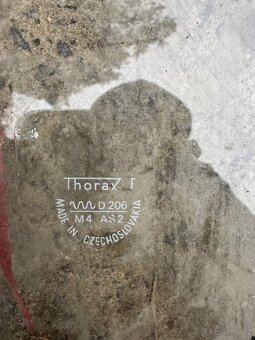 Thorax F
D 206
M4 AS2
MADE IN CZECHOSLOVAKIA